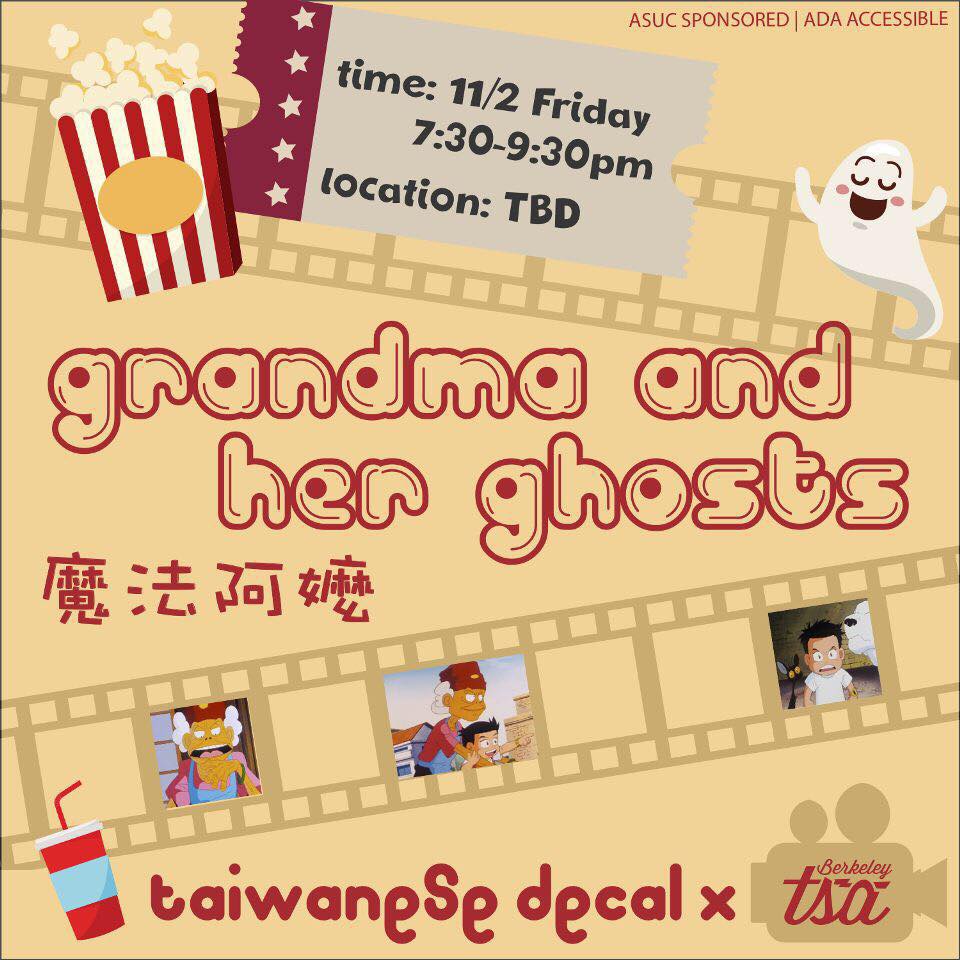 ASUC SPONSORED | ADA ACCESSIBLE
time: 11/2 Friday
7:30-9:30pm
location: TBD
grandma and
her ghosts
魔法阿嬤
taiwanese decal x
Berkeley
tsa